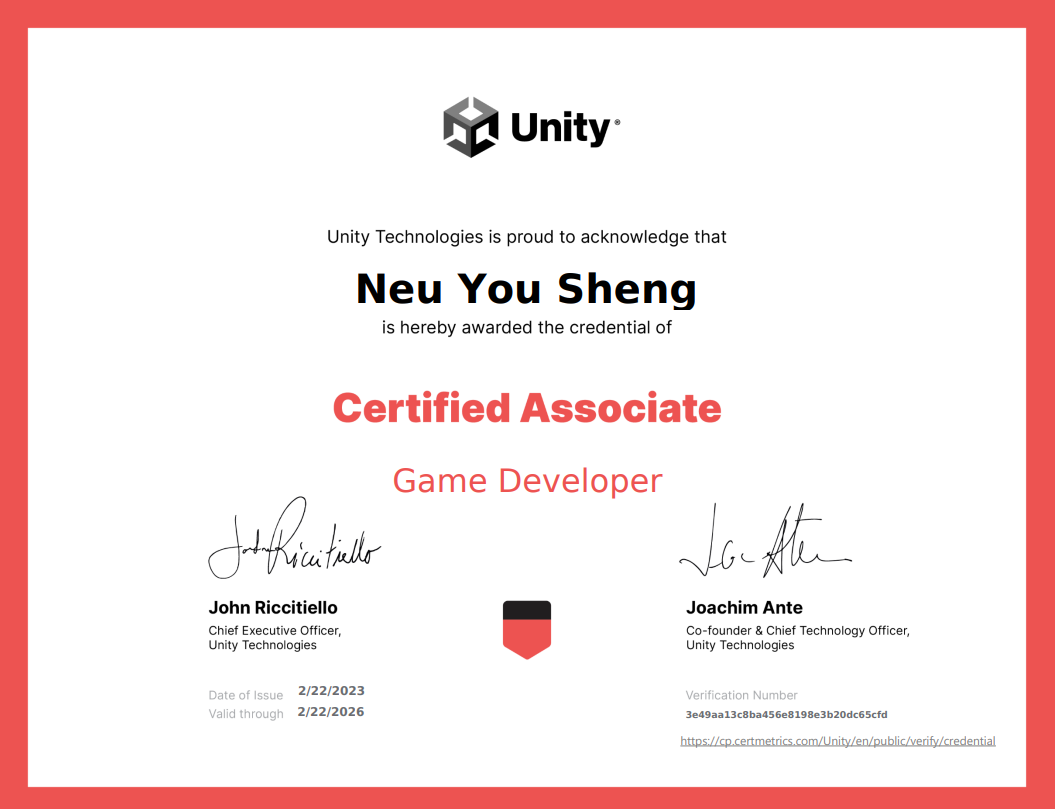 Unity®
Unity Technologies is proud to acknowledge that
Neu You Sheng
is hereby awarded the credential of
Certified Associate
Game Developer
John Riccitiello
Joachim Ante
Chief Executive Officer,
Unity Technologies
Co-founder & Chief Technology Officer,
Unity Technologies
Date of Issue 2/22/2023
Valid through 2/22/2026
Verification Number
3e49aa13c8ba456e8198e3b20dc65cfd
https://cp.certmetrics.com/Unity/en/public/verify/credential